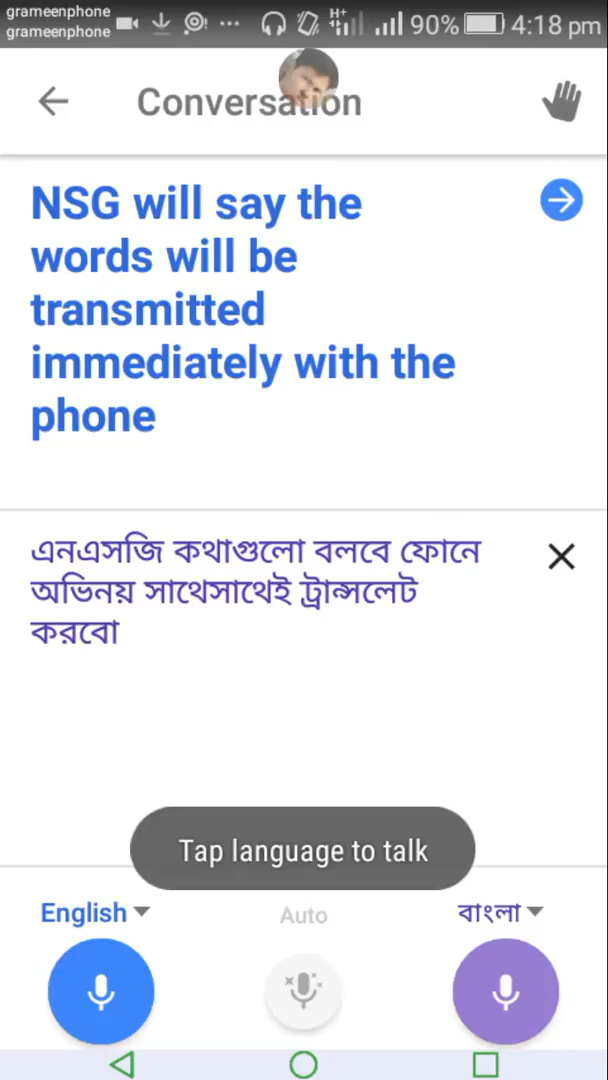 grameenphone
grameenphone
H+
90%
4:18 pm
Conversation
NSG will say the
words will be
transmitted
immediately with the
phone
এনএসজি কথাগুলো বলবে ফোনে
অভিনয় সাথেসাথেই ট্রান্সলেট
করবো
Tap language to talk
English
Auto
বাংলা